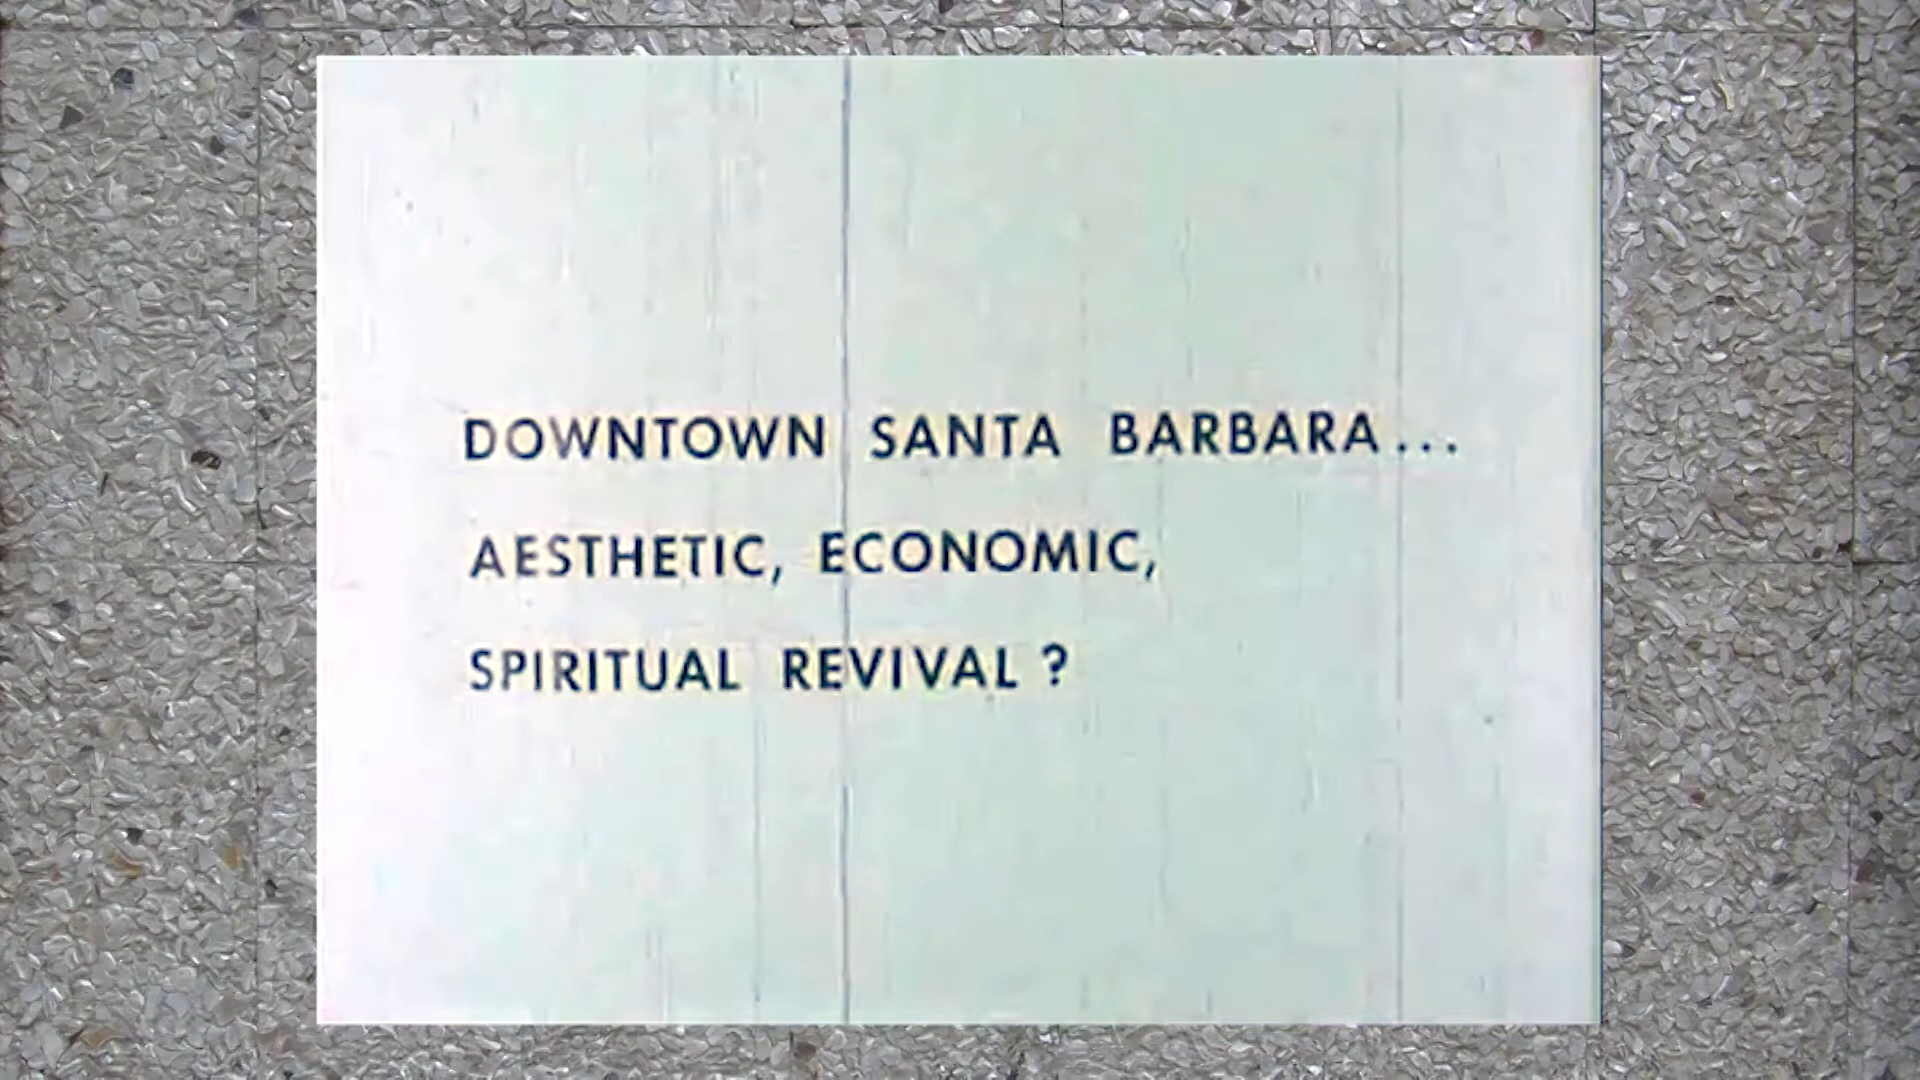 DOWNTOWN SANTA BARBARA...
AESTHETIC, ECONOMIC,
SPIRITUAL REVIVAL ?